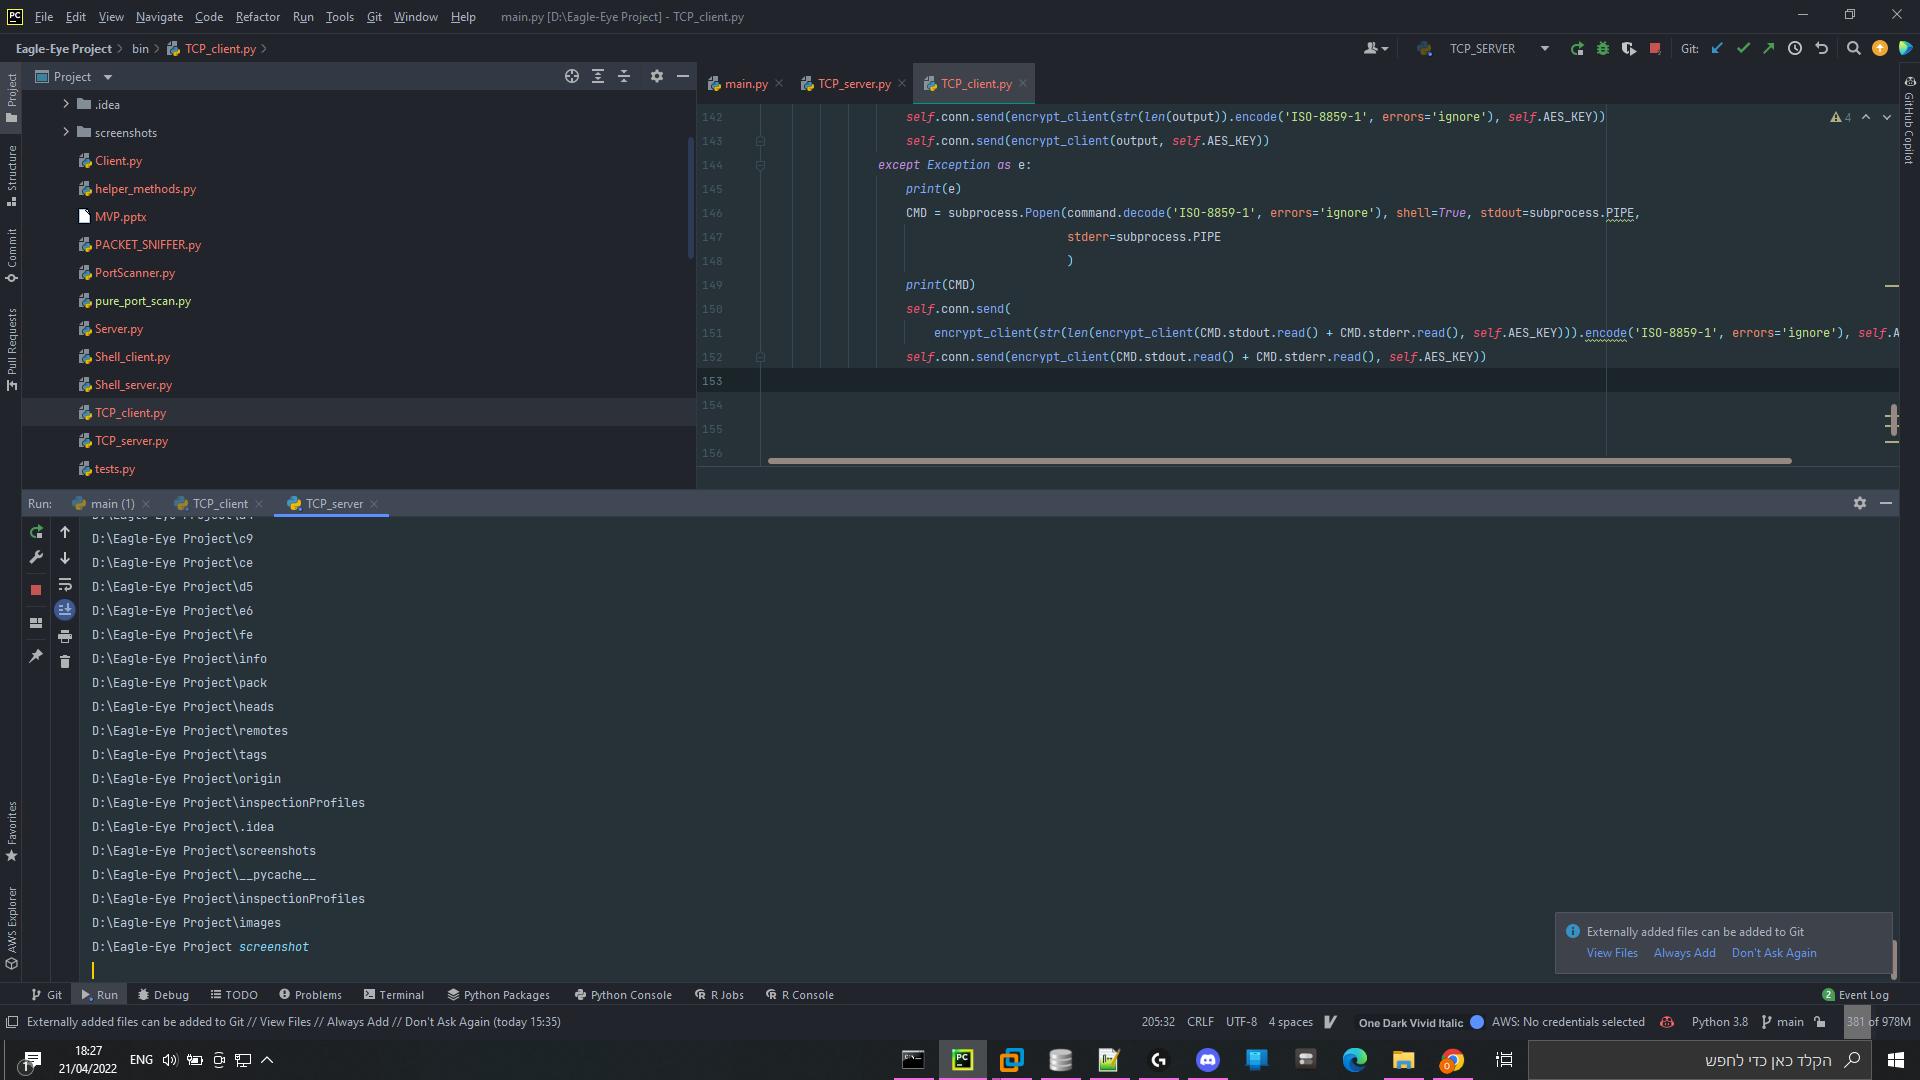 File Edit View Navigate Code Refactor Run Tools Git Window Help main.py [D:\Eagle-Eye Project] - TCP_client.py
Eagle-Eye Project bin TCP_client.py TCP_SERVER Git:
Project
main.py TCP_server.py TCP_client.py
.idea
screenshots
Client.py
helper_methods.py
MVP.pptx
PACKET_SNIFFER.py
PortScanner.py
pure_port_scan.py
Server.py
Shell_client.py
Shell_server.py
TCP_client.py
TCP_server.py
tests.py
142 self.conn.send(encrypt_client(str(len(output)).encode('ISO-8859-1', errors='ignore'), self.AES_KEY))
143 self.conn.send(encrypt_client(output, self.AES_KEY))
144 except Exception as e:
145 print(e)
146 CMD = subprocess.Popen(command.decode('ISO-8859-1', errors='ignore'), shell=True, stdout=subprocess.PIPE,
147 stderr=subprocess.PIPE
148 )
149 print(CMD)
150 self.conn.send(
151 encrypt_client(str(len(encrypt_client(CMD.stdout.read() + CMD.stderr.read(), self.AES_KEY))).encode('ISO-8859-1', errors='ignore'), self.A
152 self.conn.send(encrypt_client(CMD.stdout.read() + CMD.stderr.read(), self.AES_KEY))
153
154
155
156
4
Project
Structure
Commit
Pull Requests
Favorites
AWS Explorer
GitHub Copilot
Run: main (1) TCP_client TCP_server
D:\Eagle-Eye Project\c9
D:\Eagle-Eye Project\ce
D:\Eagle-Eye Project\d5
D:\Eagle-Eye Project\e6
D:\Eagle-Eye Project\fe
D:\Eagle-Eye Project\info
D:\Eagle-Eye Project\pack
D:\Eagle-Eye Project\heads
D:\Eagle-Eye Project\remotes
D:\Eagle-Eye Project\tags
D:\Eagle-Eye Project\origin
D:\Eagle-Eye Project\inspectionProfiles
D:\Eagle-Eye Project\.idea
D:\Eagle-Eye Project\screenshots
D:\Eagle-Eye Project\__pycache__
D:\Eagle-Eye Project\inspectionProfiles
D:\Eagle-Eye Project\images
D:\Eagle-Eye Project screenshot
Externally added files can be added to Git
View Files Always Add Don't Ask Again
Git Run Debug TODO Problems Terminal Python Packages Python Console R Jobs R Console 2 Event Log
Externally added files can be added to Git // View Files // Always Add // Don't Ask Again (today 15:35) 205:32 CRLF UTF-8 4 spaces One Dark Vivid Italic AWS: No credentials selected Python 3.8 main 381 of 978M
1 18:27 ENG
21/04/2022
הקלד כאן כדי לחפש